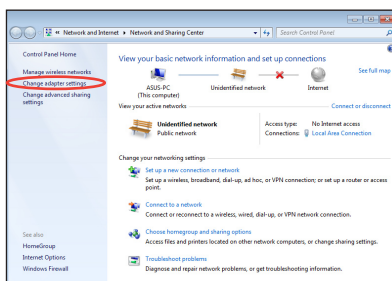 Network and Internet ▸ Network and Sharing Center
Search Control Panel
Control Panel Home
Manage wireless networks
Change adapter settings
Change advanced sharing
settings
See also
HomeGroup
Internet Options
Windows Firewall
View your basic network information and set up connections
See full map
ASUS-PC
(This computer)
Unidentified network
Internet
View your active networks
Connect or disconnect
Unidentified network
Public network
Access type: No Internet access
Connections: Local Area Connection
Change your networking settings
Set up a new connection or network
Set up a wireless, broadband, dial-up, ad hoc, or VPN connection; or set up a router or access
point.
Connect to a network
Connect or reconnect to a wireless, wired, dial-up, or VPN network connection.
Choose homegroup and sharing options
Access files and printers located on other network computers, or change sharing settings.
Troubleshoot problems
Diagnose and repair network problems, or get troubleshooting information.